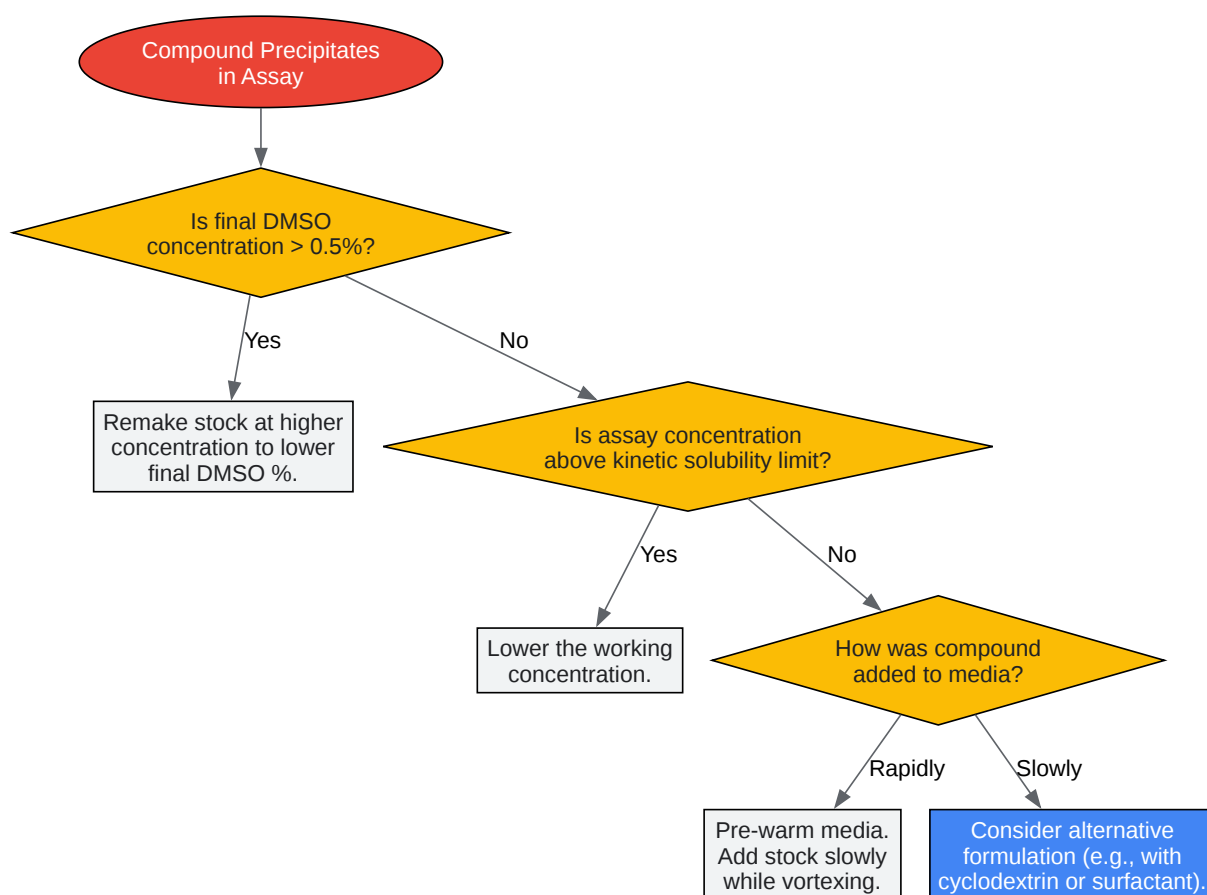 Compound Precipitates
in Assay
Is final DMSO
concentration > 0.5%?
Yes
No
Remake stock at higher
concentration to lower
final DMSO %.
Is assay concentration
above kinetic solubility limit?
Yes
No
Lower the working
concentration.
How was compound
added to media?
Rapidly
Slowly
Pre-warm media.
Add stock slowly
while vortexing.
Consider alternative
formulation (e.g., with
cyclodextrin or surfactant).